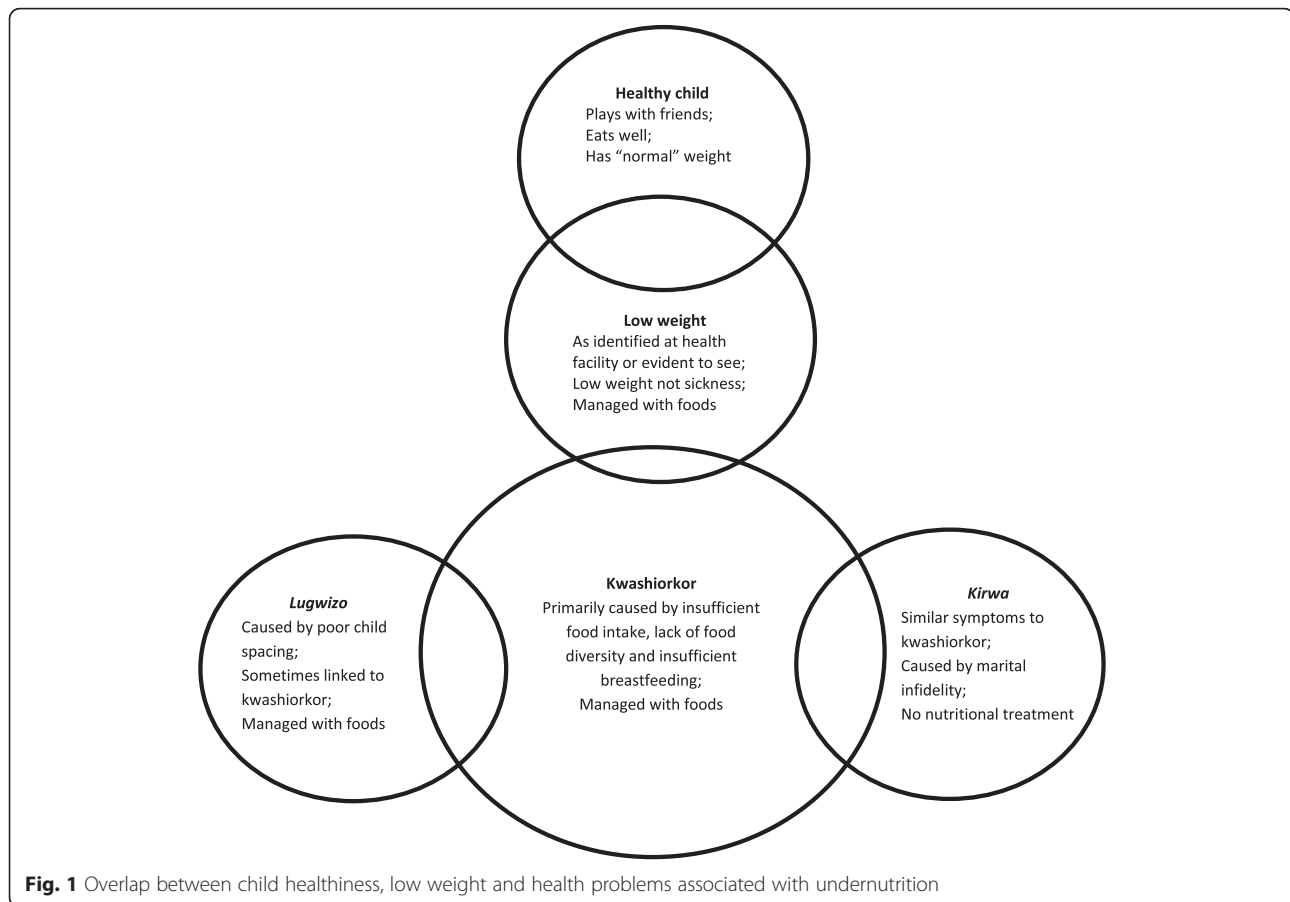 Healthy child
Plays with friends;
Eats well;
Has “normal” weight
Low weight
As identified at health
facility or evident to see;
Low weight not sickness;
Managed with foods
Lugwizo
Caused by poor child
spacing;
Sometimes linked to
kwashiorkor;
Managed with foods
Kwashiorkor
Primarily caused by insufficient
food intake, lack of food
diversity and insufficient
breastfeeding;
Managed with foods
Kirwa
Similar symptoms to
kwashiorkor;
Caused by marital
infidelity;
No nutritional treatment
Fig. 1 Overlap between child healthiness, low weight and health problems associated with undernutrition